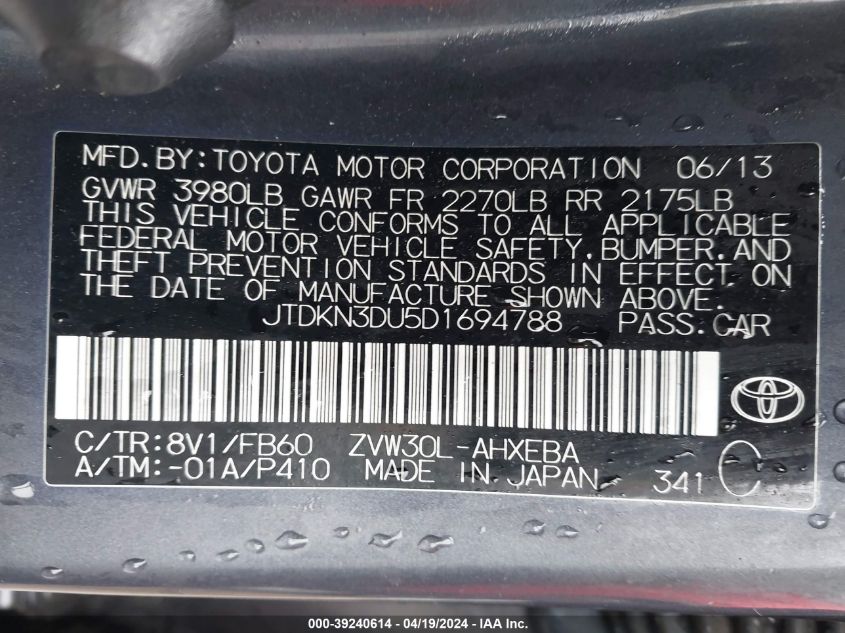 MFD.BY:TOYOTA MOTOR CORPORATION 06/13
GVWR 3980LB GAWR FR 2270LB RR 2175LB
THIS VEHICLE CONFORMS TO ALL APPLICABLE
FEDERAL MOTOR VEHICLE SAFETY,BUMPER,AND
THEFT PREVENTION STANDARDS IN EFFECT ON
THE DATE OF MANUFACTURE SHOWN ABOVE.
JTDKN3DU5D1694788 PASS.CAR
C/TR:8V1/FB60 ZVW30L-AHXEBA
A/TM:-01A/P410 MADE IN JAPAN 341 C
000-39240614 - 04/19/2024 - IAA Inc.